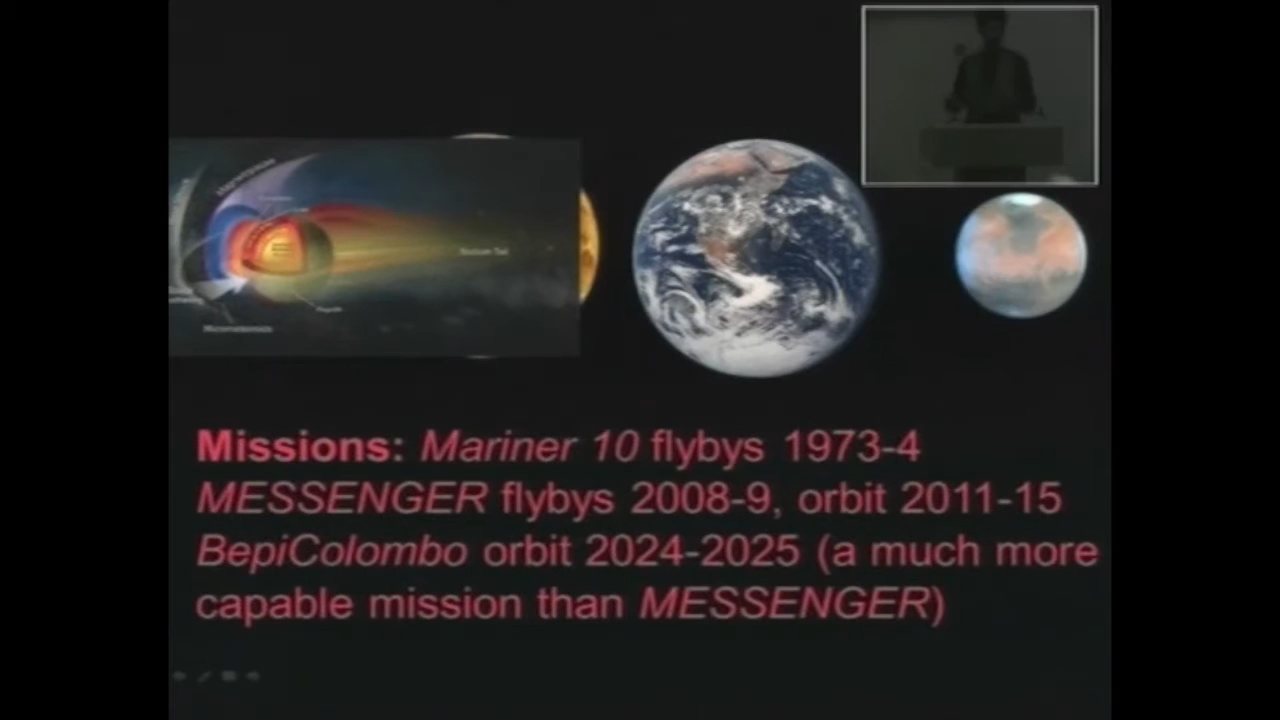 Micrometeoroids
Missions: Mariner 10 flybys 1973-4
MESSENGER flybys 2008-9, orbit 2011-15
BepiColombo orbit 2024-2025 (a much more
capable mission than MESSENGER)